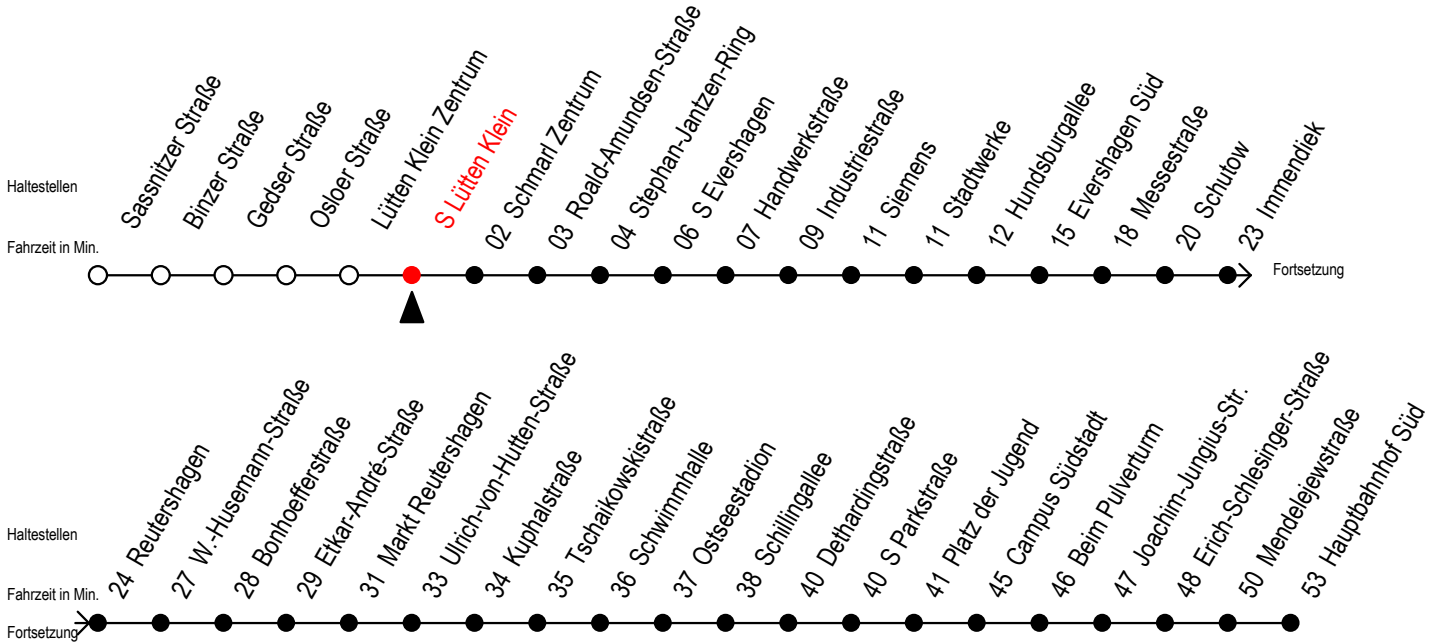 Haltestellen
Sassnitzer Straße
Binzer Straße
Gedser Straße
Osloer Straße
Lütten Klein Zentrum
S Lütten Klein
Fahrzeit in Min.
02 Schmarl Zentrum
03 Roald-Amundsen-Straße
04 Stephan-Jantzen-Ring
06 S Evershagen
07 Handwerkstraße
09 Industriestraße
11 Siemens
11 Stadtwerke
12 Hundsburgallee
15 Evershagen Süd
18 Messestraße
20 Schutow
23 Immendiek
Fortsetzung
Haltestellen
Fahrzeit in Min.
Fortsetzung
24 Reutershagen
27 W.-Husemann-Straße
28 Bonhoefferstraße
29 Etkar-André-Straße
31 Markt Reutershagen
33 Ulrich-von-Hutten-Straße
34 Kuphalstraße
35 Tschaikowskistraße
36 Schwimmhalle
37 Ostseestadion
38 Schillingallee
40 Dethardingstraße
40 S Parkstraße
41 Platz der Jugend
45 Campus Südstadt
46 Beim Pulverturm
47 Joachim-Jungius-Str.
48 Erich-Schlesinger-Straße
50 Mendelejewstraße
53 Hauptbahnhof Süd